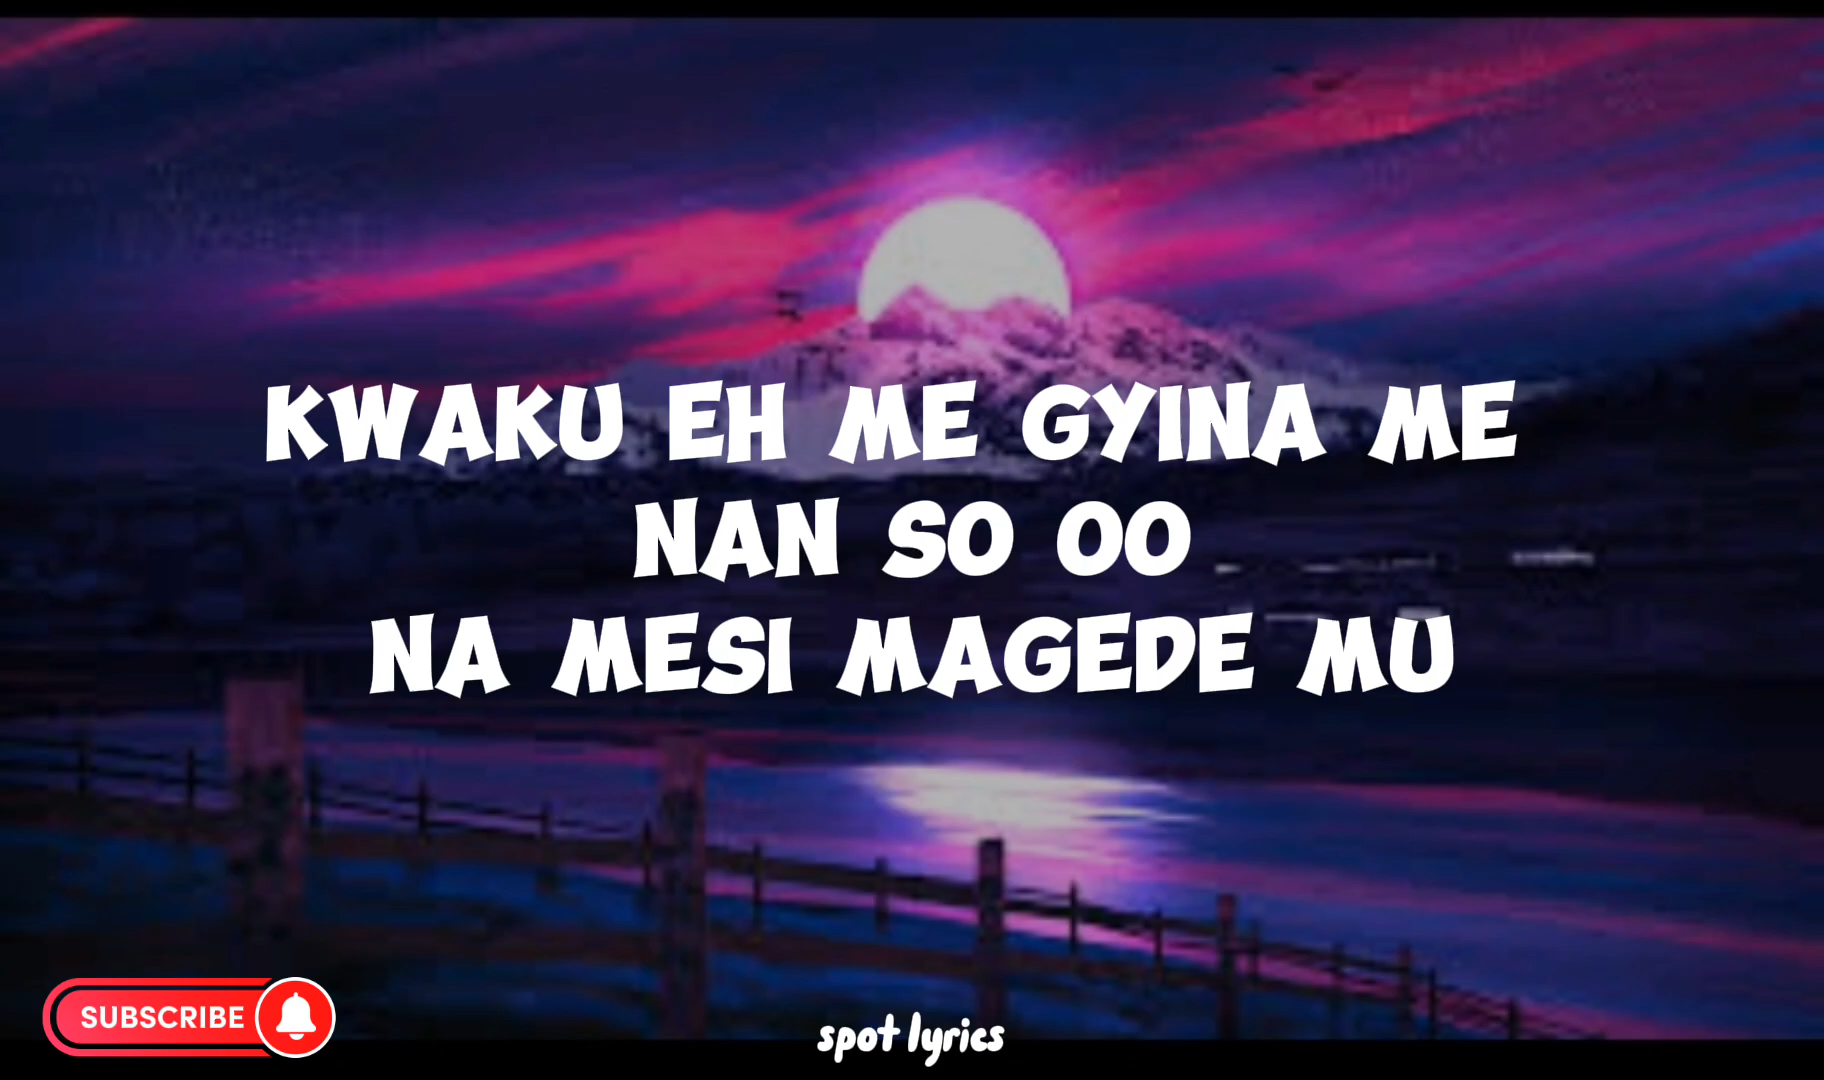 KWAKU EH ME GYINA ME
NAN SO OO
NA MESI MAGEDE MU
SUBSCRIBE
spot lyrics